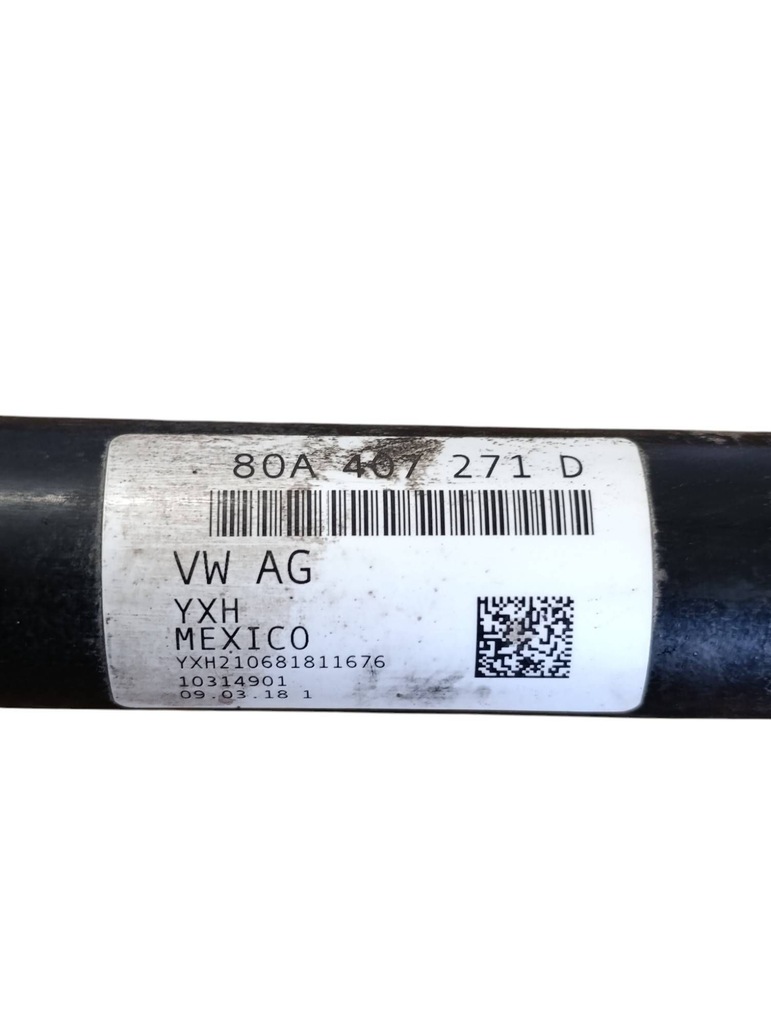 80A 407 271 D
VW AG
YXH
MEXICO
YXH210681811676
10314901
09.03.18 1